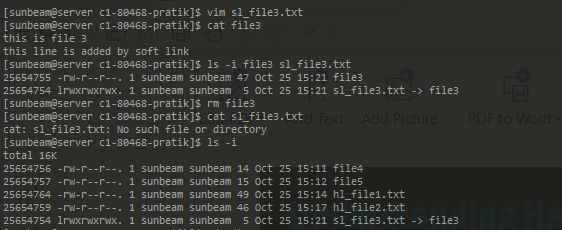 [sunbeam@server c1-80468-pratik]$ vim sl_file3.txt
[sunbeam@server c1-80468-pratik]$ cat file3
this is file 3
this line is added by soft link
[sunbeam@server c1-80468-pratik]$ ls -i file3 sl_file3.txt
25654755 -rw-r--r--. 1 sunbeam sunbeam 47 Oct 25 15:21 file3
25654754 lrwxrwxrwx. 1 sunbeam sunbeam  5 Oct 25 15:21 sl_file3.txt -> file3
[sunbeam@server c1-80468-pratik]$ rm file3
[sunbeam@server c1-80468-pratik]$ cat sl_file3.txt
cat: sl_file3.txt: No such file or directory
[sunbeam@server c1-80468-pratik]$ ls -i
total 16K
25654756 -rw-r--r--. 1 sunbeam sunbeam 14 Oct 25 15:11 file4
25654757 -rw-r--r--. 1 sunbeam sunbeam 15 Oct 25 15:12 file5
25654764 -rw-r--r--. 1 sunbeam sunbeam 49 Oct 25 15:14 hl_file1.txt
25654759 -rw-r--r--. 1 sunbeam sunbeam 46 Oct 25 15:17 hl_file2.txt
25654754 lrwxrwxrwx. 1 sunbeam sunbeam  5 Oct 25 15:21 sl_file3.txt -> file3
Add Text
Add Picture
PDF to Word